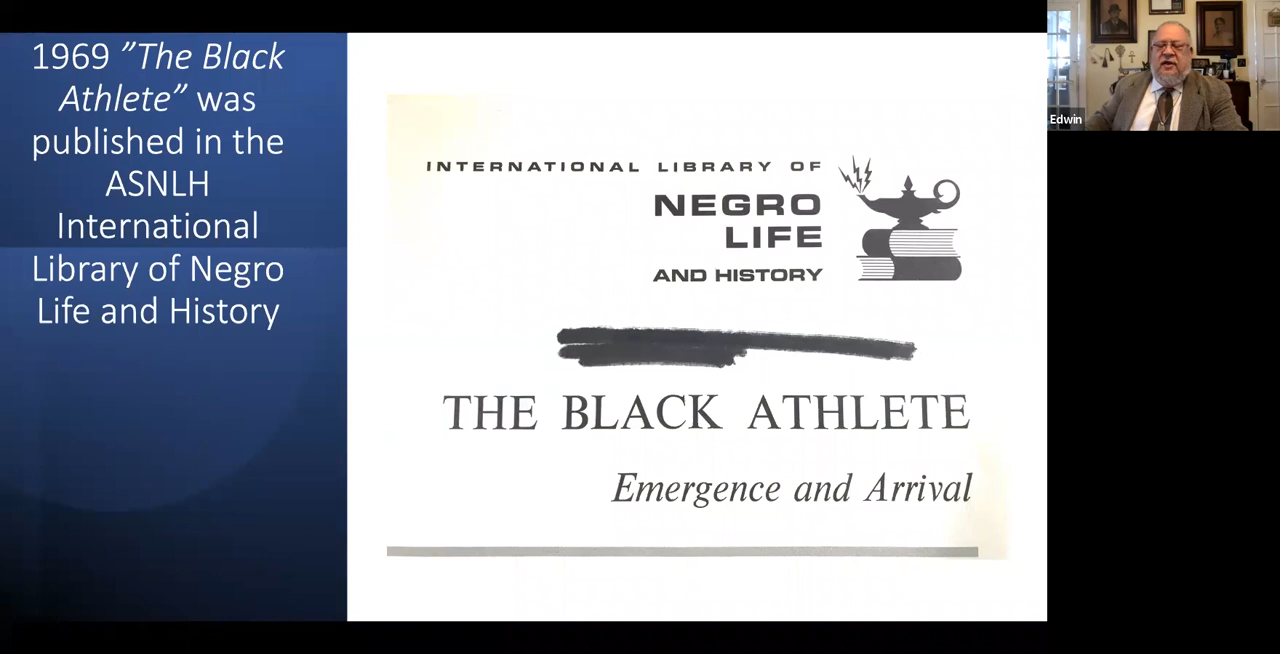 1969 ”The Black
Athlete” was
published in the
ASNLH
International
Library of Negro
Life and History
INTERNATIONAL LIBRARY OF
NEGRO
LIFE
AND HISTORY
THE BLACK ATHLETE
Emergence and Arrival
Edwin